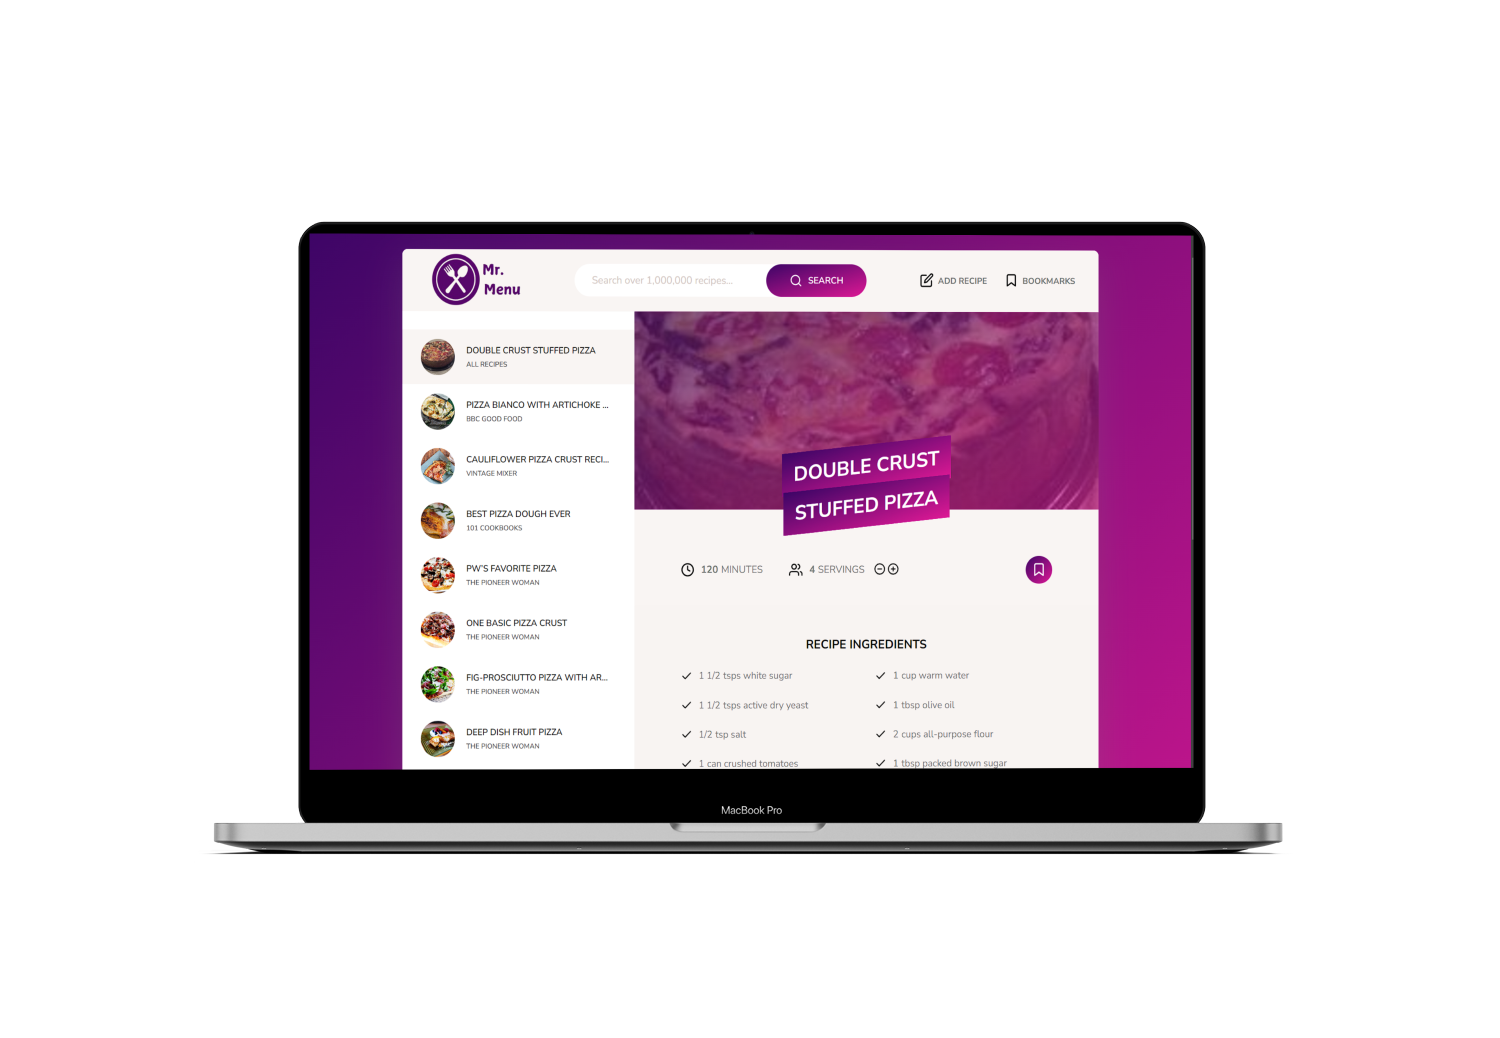 Mr.
Menu
Search over 1,000,000 recipes...
SEARCH
ADD RECIPE
BOOKMARKS
DOUBLE CRUST STUFFED PIZZA
ALL RECIPES
PIZZA BIANCO WITH ARTICHOKE ...
BBC GOOD FOOD
CAULIFLOWER PIZZA CRUST RECI...
VINTAGE MIXER
BEST PIZZA DOUGH EVER
101 COOKBOOKS
PW'S FAVORITE PIZZA
THE PIONEER WOMAN
ONE BASIC PIZZA CRUST
THE PIONEER WOMAN
FIG-PROSCIUTTO PIZZA WITH AR...
THE PIONEER WOMAN
DEEP DISH FRUIT PIZZA
THE PIONEER WOMAN
DOUBLE CRUST
STUFFED PIZZA
120 MINUTES
4 SERVINGS
RECIPE INGREDIENTS
1 1/2 tsps white sugar
1 cup warm water
1 1/2 tsps active dry yeast
1 tbsp olive oil
1/2 tsp salt
2 cups all-purpose flour
1 can crushed tomatoes
1 tbsp packed brown sugar
MacBook Pro